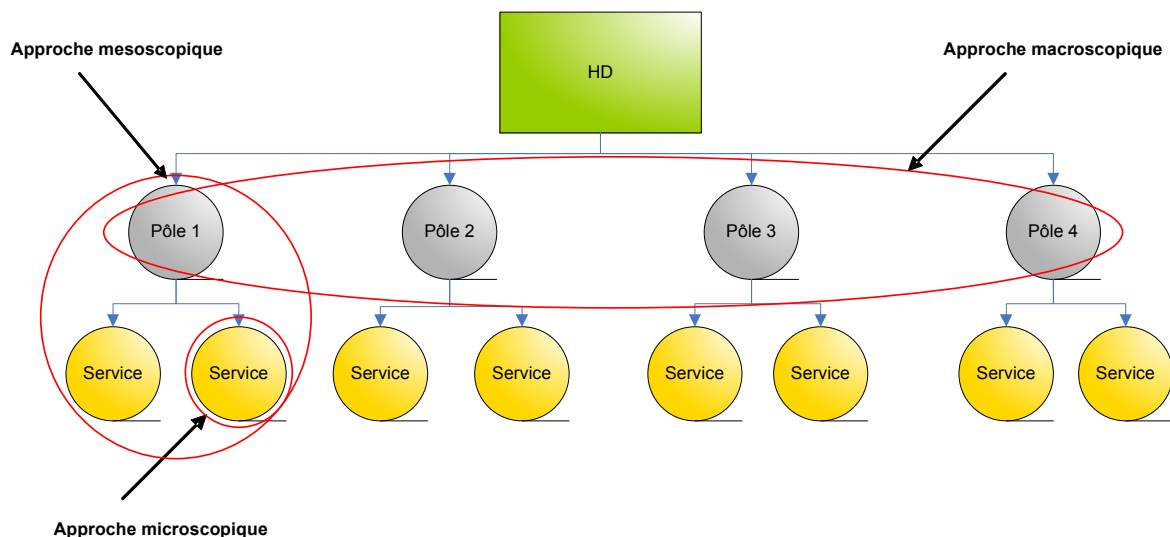 Approche mesoscopique
Approche macroscopique
HD
Pôle 1
Pôle 2
Pôle 3
Pôle 4
Service
Service
Service
Service
Service
Service
Service
Service
Approche microscopique